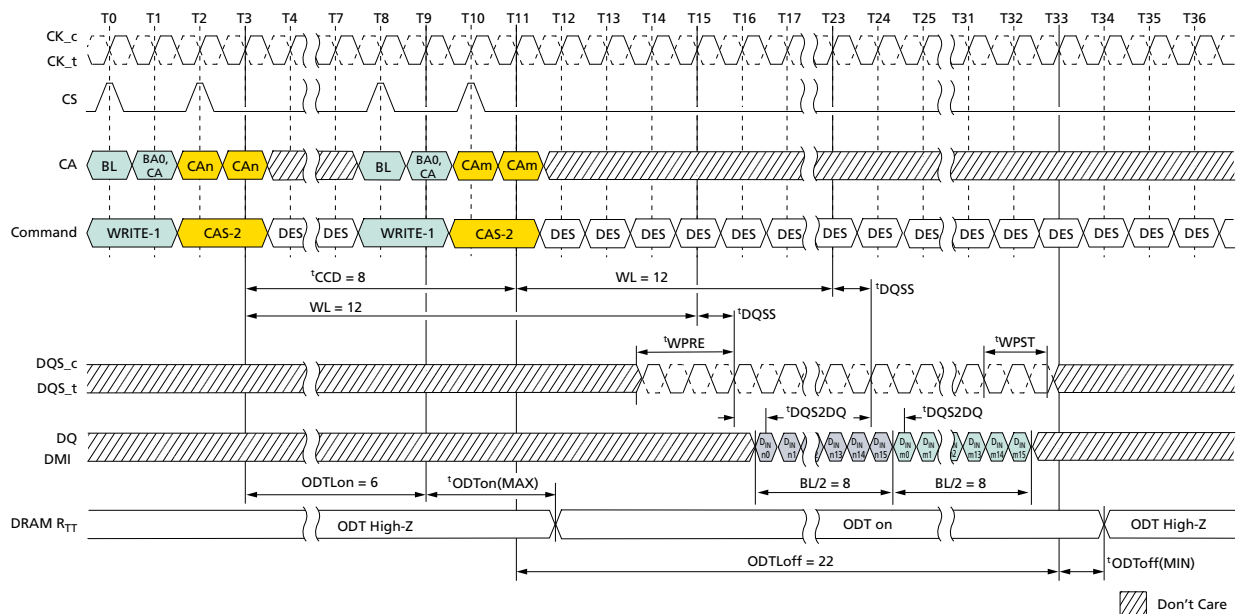 T0 T1 T2 T3 T4 T7 T8 T9 T10 T11 T12 T13 T14 T15 T16 T17 T23 T24 T25 T31 T32 T33 T34 T35 T36
CK_c
CK_t
CS
CA BL BA0, CA CAn CAn BL BA0, CA CAm CAm
Command WRITE-1 CAS-2 DES DES WRITE-1 CAS-2 DES DES DES DES DES DES DES DES DES DES DES DES DES DES DES
tCCD = 8 WL = 12
tDQSS
WL = 12
tDQSS
tWPRE tWPST
DQS_c
DQS_t
tDQS2DQ tDQS2DQ
DQ
DMI
DIN n0 DIN n1 DIN n13 DIN n14 DIN n15 DIN m0 DIN m1 DIN m13 DIN m14 DIN m15
BL/2 = 8 BL/2 = 8
ODTLon = 6 tODTon(MAX)
DRAM RTT ODT High-Z ODT on ODT High-Z
ODTLoff = 22 tODToff(MIN)
Don't Care